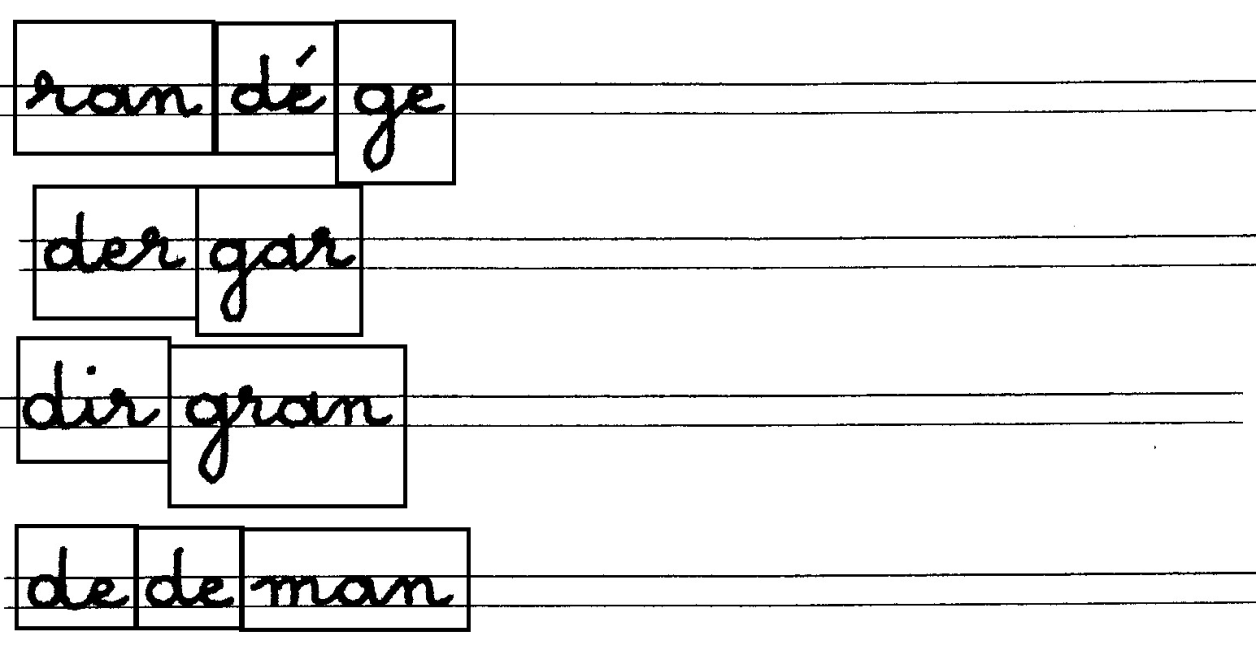 ran dé ge
der gar
dir gran
de de man